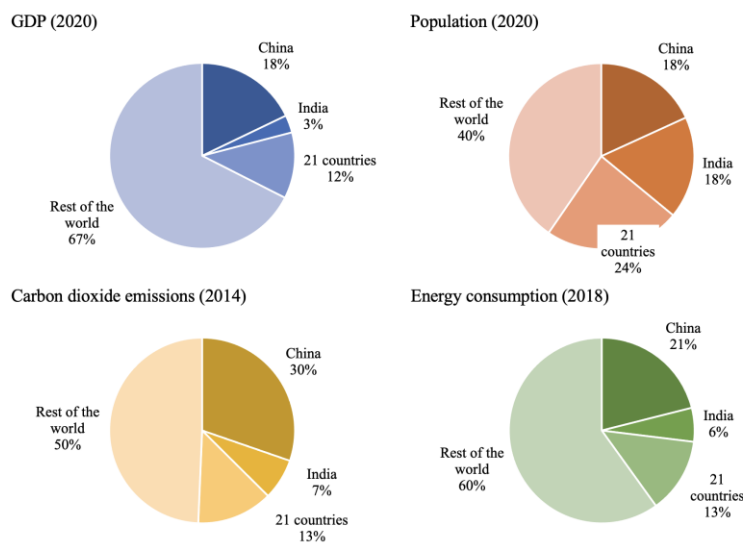 GDP (2020)
China
18%
India
3%
21 countries
12%
Rest of the
world
67%
Population (2020)
China
18%
India
18%
21
countries
24%
Rest of the
world
40%
Carbon dioxide emissions (2014)
China
30%
India
7%
21 countries
13%
Rest of the
world
50%
Energy consumption (2018)
China
21%
India
6%
21
countries
13%
Rest of the
world
60%